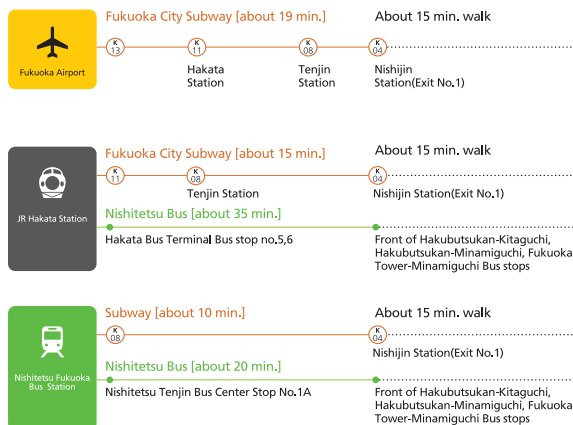 Fukuoka Airport
Fukuoka City Subway [about 19 min.]
About 15 min. walk
K
13
K
11
K
08
K
04
Hakata
Station
Tenjin
Station
Nishijin
Station(Exit No.1)
JR Hakata Station
Fukuoka City Subway [about 15 min.]
About 15 min. walk
K
11
K
08
K
04
Tenjin Station
Nishijin Station(Exit No.1)
Nishitetsu Bus [about 35 min.]
Hakata Bus Terminal Bus stop no.5,6
Front of Hakubutsukan-Kitaguchi,
Hakubutsukan-Minamiguchi, Fukuoka
Tower-Minamiguchi Bus stops
Nishitetsu Fukuoka
Bus Station
Subway [about 10 min.]
About 15 min. walk
K
08
K
04
Nishijin Station(Exit No.1)
Nishitetsu Bus [about 20 min.]
Nishitetsu Tenjin Bus Center Stop No.1A
Front of Hakubutsukan-Kitaguchi,
Hakubutsukan-Minamiguchi, Fukuoka
Tower-Minamiguchi Bus stops